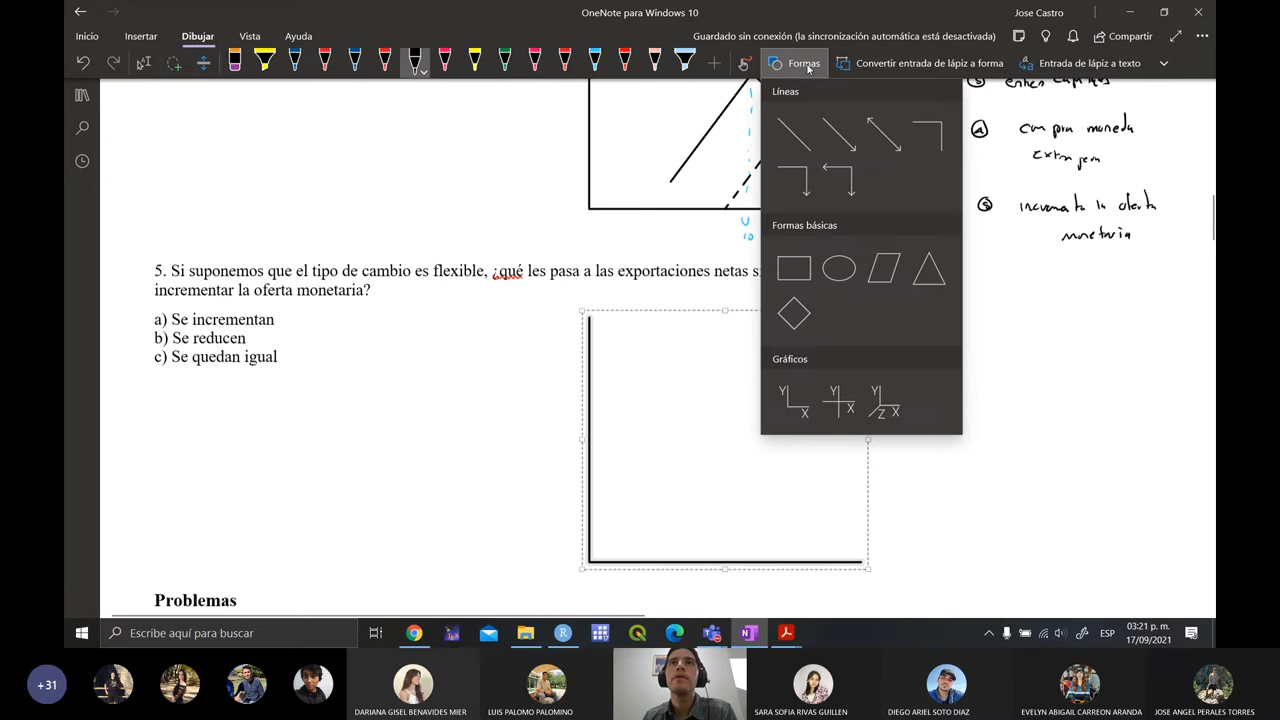 OneNote para Windows 10
Jose Castro
Inicio Insertar Dibujar Vista Ayuda
Guardado sin conexión (la sincronización automática está desactivada)
Compartir
Formas
Convertir entrada de lápiz a forma
Entrada de lápiz a texto
Líneas
Formas básicas
Gráficos
Y X
Y X
Y Z X
compra moneda
incrementa la oferta
monetaria
U
10
5. Si suponemos que el tipo de cambio es flexible, ¿qué les pasa a las exportaciones netas s
incrementar la oferta monetaria?
a) Se incrementan
b) Se reducen
c) Se quedan igual
Problemas
Escribe aquí para buscar
ESP
03:21 p. m.
17/09/2021
+31
DARIANA GISEL BENAVIDES MIER
LUIS PALOMO PALOMINO
SARA SOFIA RIVAS GUILLEN
DIEGO ARIEL SOTO DIAZ
EVELYN ABIGAIL CARREON ARANDA
JOSE ANGEL PERALES TORRES